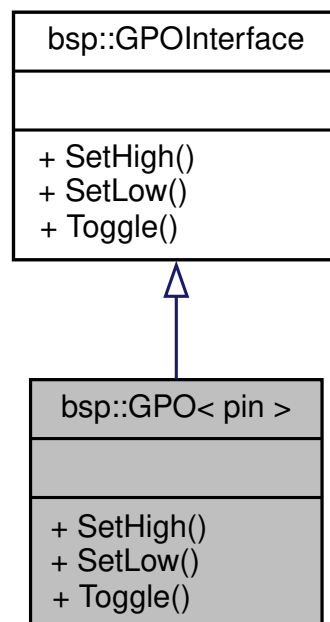 bsp::GPOInterface
+ SetHigh()
+ SetLow()
+ Toggle()
bsp::GPO< pin >
+ SetHigh()
+ SetLow()
+ Toggle()